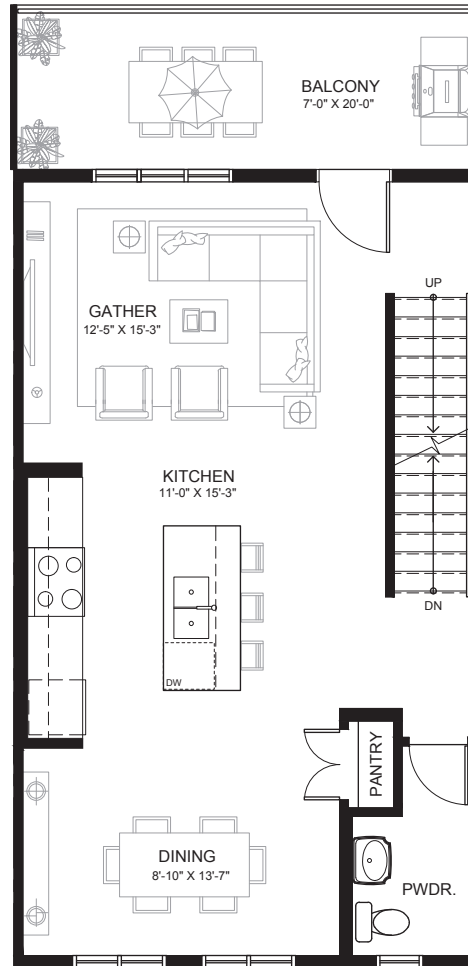 BALCONY
7'-0" X 20'-0"
UP
GATHER
12'-5" X 15'-3"
KITCHEN
11'-0" X 15'-3"
DN
DW
PANTRY
DINING
8'-10" X 13'-7"
PWDR.